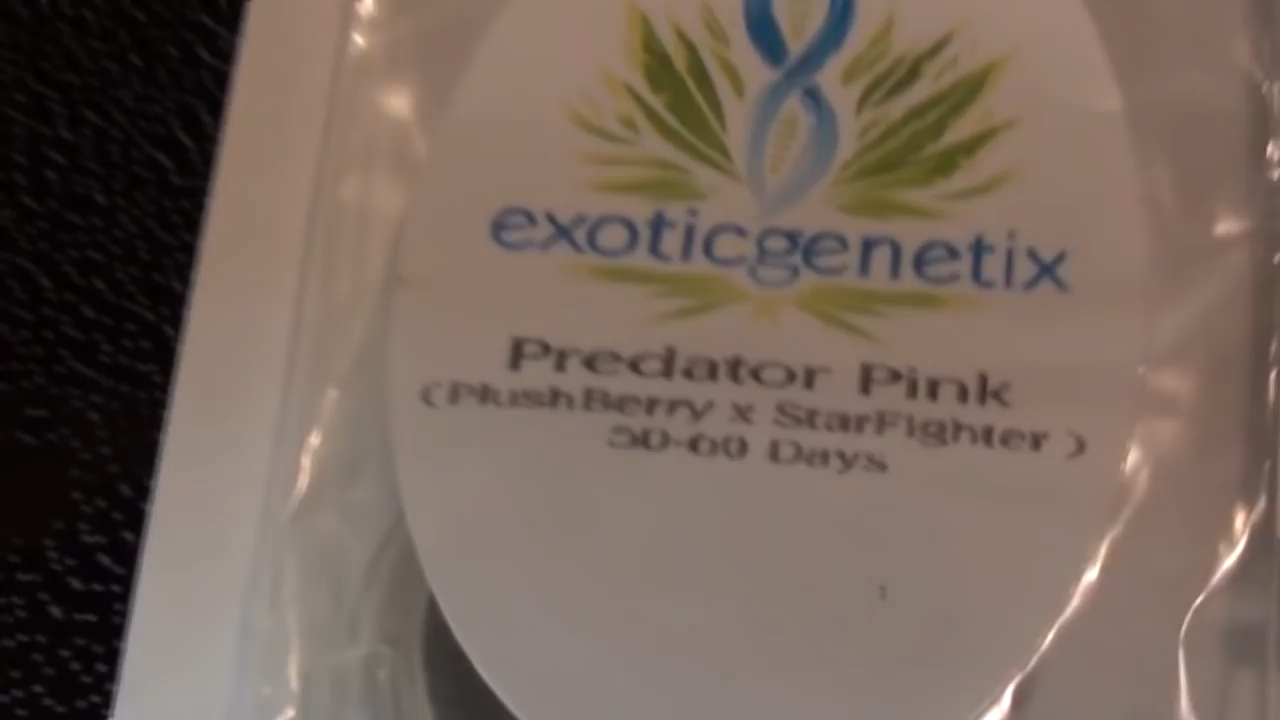 exoticgenetix
Predator Pink
(PlushBerry x StarFighter )
50-60 Days